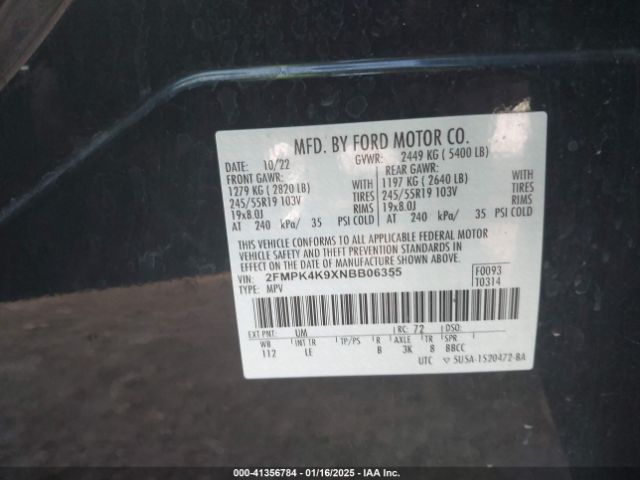 MFD. BY FORD MOTOR CO.
DATE: 10/22 GVWR: 2449 KG ( 5400 LB)
FRONT GAWR: REAR GAWR:
1279 KG ( 2820 LB) WITH 1197 KG ( 2640 LB) WITH
245/55R19 103V TIRES 245/55R19 103V TIRES
19x8.0J RIMS 19x8.0J RIMS
AT 240 kPa/ 35 PSI COLD AT 240 kPa/ 35 PSI COLD
THIS VEHICLE CONFORMS TO ALL APPLICABLE FEDERAL MOTOR
VEHICLE SAFETY AND THEFT PREVENTION STANDARDS IN
EFFECT ON THE DATE OF MANUFACTURE SHOWN ABOVE.
VIN: 2FMPK4K9XNBB06355 F0093
TYPE: MPV T0314
EXT PNT: UM RC: 72 DSO:
WB INT TR TP/PS R AXLE TR SPR
112 LE B 3K 8 BBCC
UTC ▽ 5U5A-1520472-BA
000-41356784 - 01/16/2025 - IAA Inc.